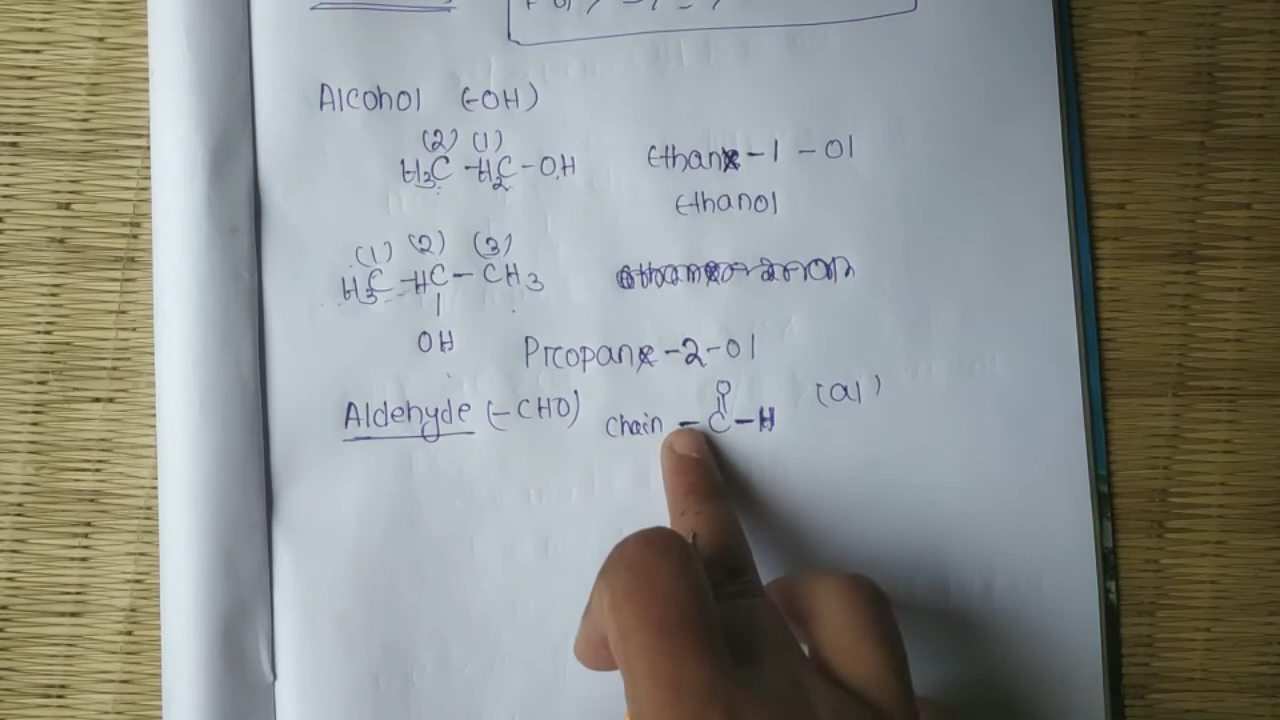 Alcohol (-OH)
(2) (1)
H3C - H2C - OH Ethane - 1 - Ol
Ethanol
(1) (2) (3)
H3C - HC - CH3
|
OH
Prcopane - 2 - ol
Aldehyde (- CHO) Chain - C - H (al)
O
||